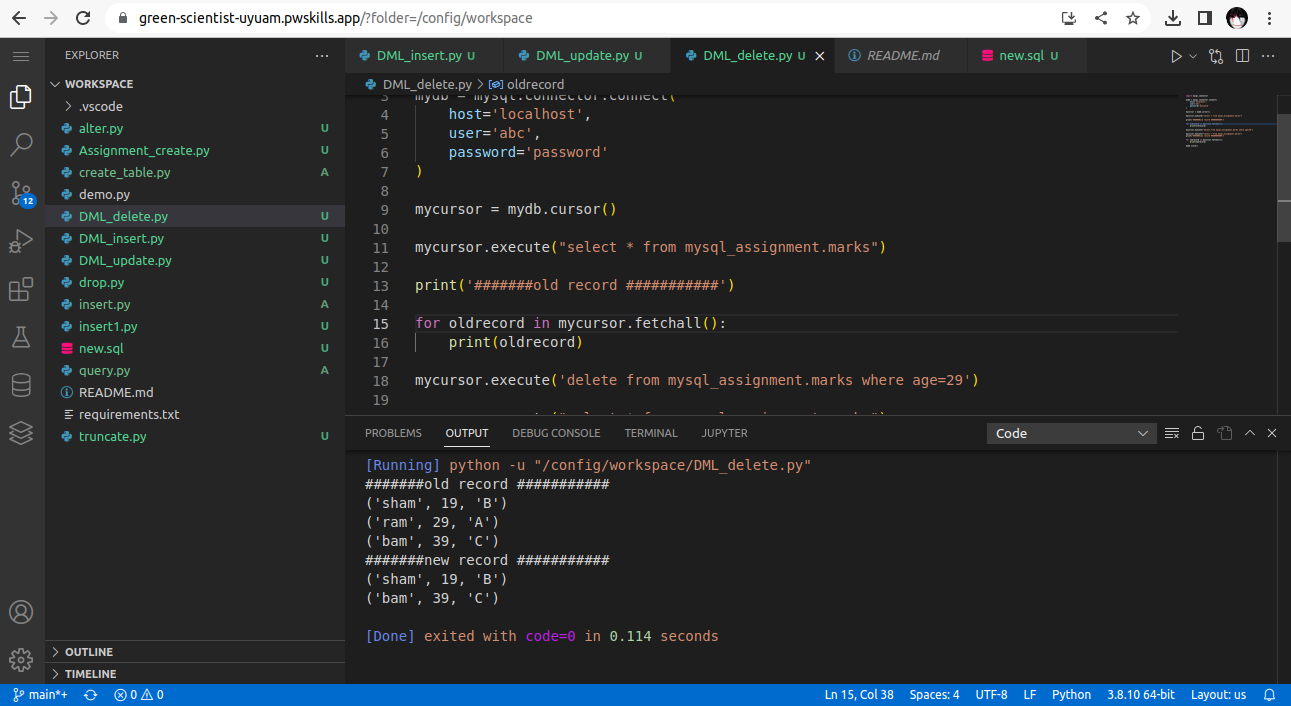 green-scientist-uyuam.pwskills.app/?folder=/config/workspace
EXPLORER
WORKSPACE
.vscode
alter.py U
Assignment_create.py U
create_table.py A
demo.py
DML_delete.py U
DML_insert.py U
DML_update.py U
drop.py U
insert.py A
insert1.py U
new.sql U
query.py A
README.md
requirements.txt
truncate.py U
OUTLINE
TIMELINE
12
DML_insert.py U
DML_update.py U
DML_delete.py U
README.md
new.sql U
DML_delete.py > oldrecord
3 mydb = mysql.connector.connect(
4 host='localhost',
5 user='abc',
6 password='password'
7 )
8
9 mycursor = mydb.cursor()
10
11 mycursor.execute("select * from mysql_assignment.marks")
12
13 print('#######old record ###########')
14
15 for oldrecord in mycursor.fetchall():
16 print(oldrecord)
17
18 mycursor.execute('delete from mysql_assignment.marks where age=29')
19
PROBLEMS OUTPUT DEBUG CONSOLE TERMINAL JUPYTER Code
[Running] python -u "/config/workspace/DML_delete.py"
#######old record ###########
('sham', 19, 'B')
('ram', 29, 'A')
('bam', 39, 'C')
#######new record ###########
('sham', 19, 'B')
('bam', 39, 'C')
[Done] exited with code=0 in 0.114 seconds
main*+ 0 0 Ln 15, Col 38 Spaces: 4 UTF-8 LF Python 3.8.10 64-bit Layout: us